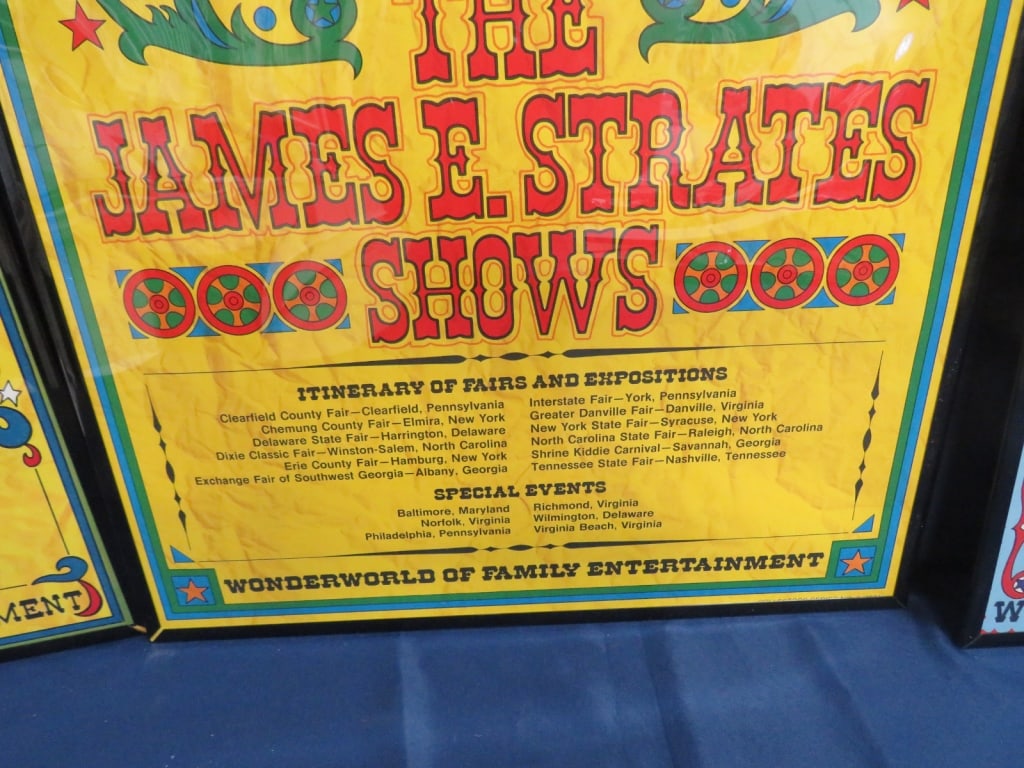 THE
JAMES E. STRATES
SHOWS
ITINERARY OF FAIRS AND EXPOSITIONS
Clearfield County Fair—Clearfield, Pennsylvania
Chemung County Fair—Elmira, New York
Delaware State Fair—Harrington, Delaware
Dixie Classic Fair—Winston-Salem, North Carolina
Erie County Fair—Hamburg, New York
Exchange Fair of Southwest Georgia—Albany, Georgia
Interstate Fair—York, Pennsylvania
Greater Danville Fair—Danville, Virginia
New York State Fair—Syracuse, New York
North Carolina State Fair—Raleigh, North Carolina
Shrine Kiddie Carnival—Savannah, Georgia
Tennessee State Fair—Nashville, Tennessee
SPECIAL EVENTS
Baltimore, Maryland
Norfolk, Virginia
Philadelphia, Pennsylvania
Richmond, Virginia
Wilmington, Delaware
Virginia Beach, Virginia
WONDERWORLD OF FAMILY ENTERTAINMENT
MENT
W